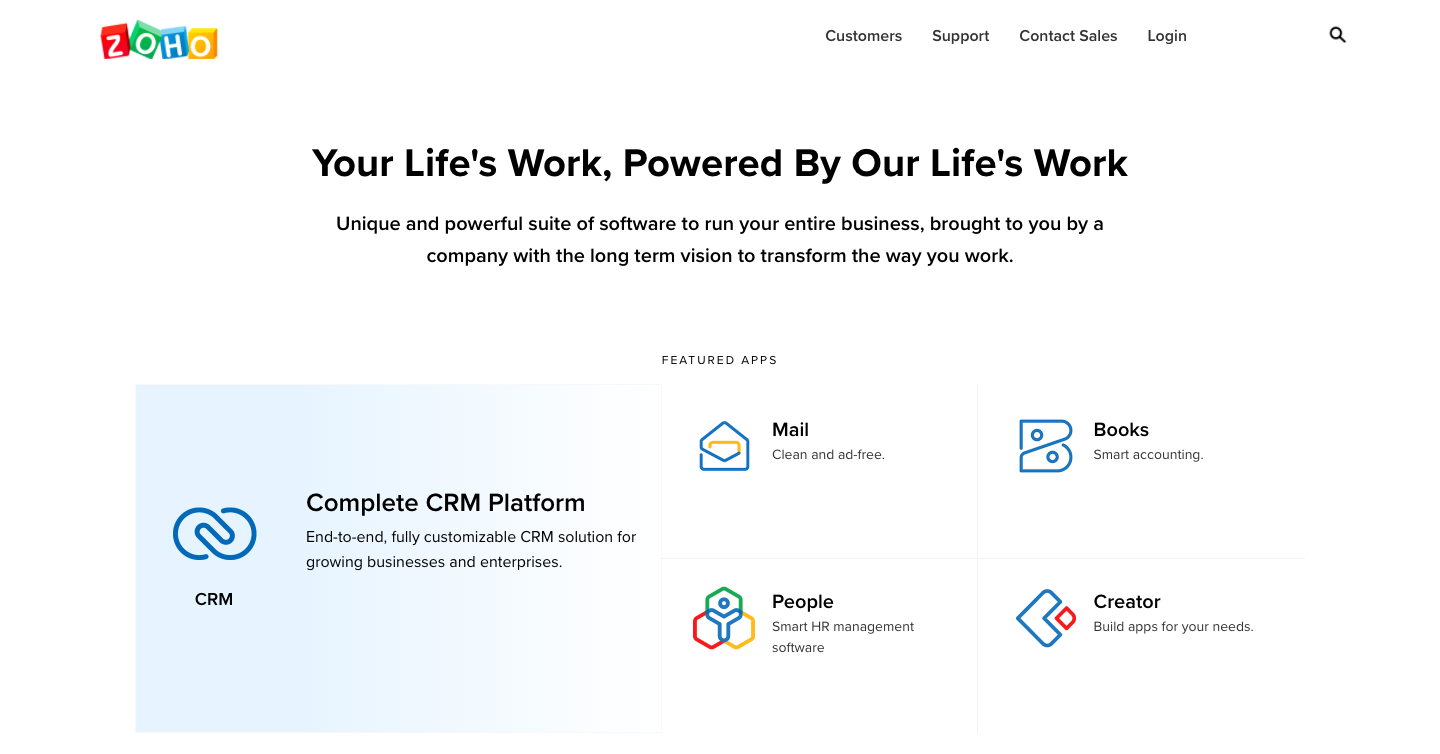 ZOHO
Customers Support Contact Sales Login
Your Life's Work, Powered By Our Life's Work
Unique and powerful suite of software to run your entire business, brought to you by a
company with the long term vision to transform the way you work.
FEATURED APPS
CRM
Complete CRM Platform
End-to-end, fully customizable CRM solution for
growing businesses and enterprises.
Mail
Clean and ad-free.
Books
Smart accounting.
People
Smart HR management
software
Creator
Build apps for your needs.